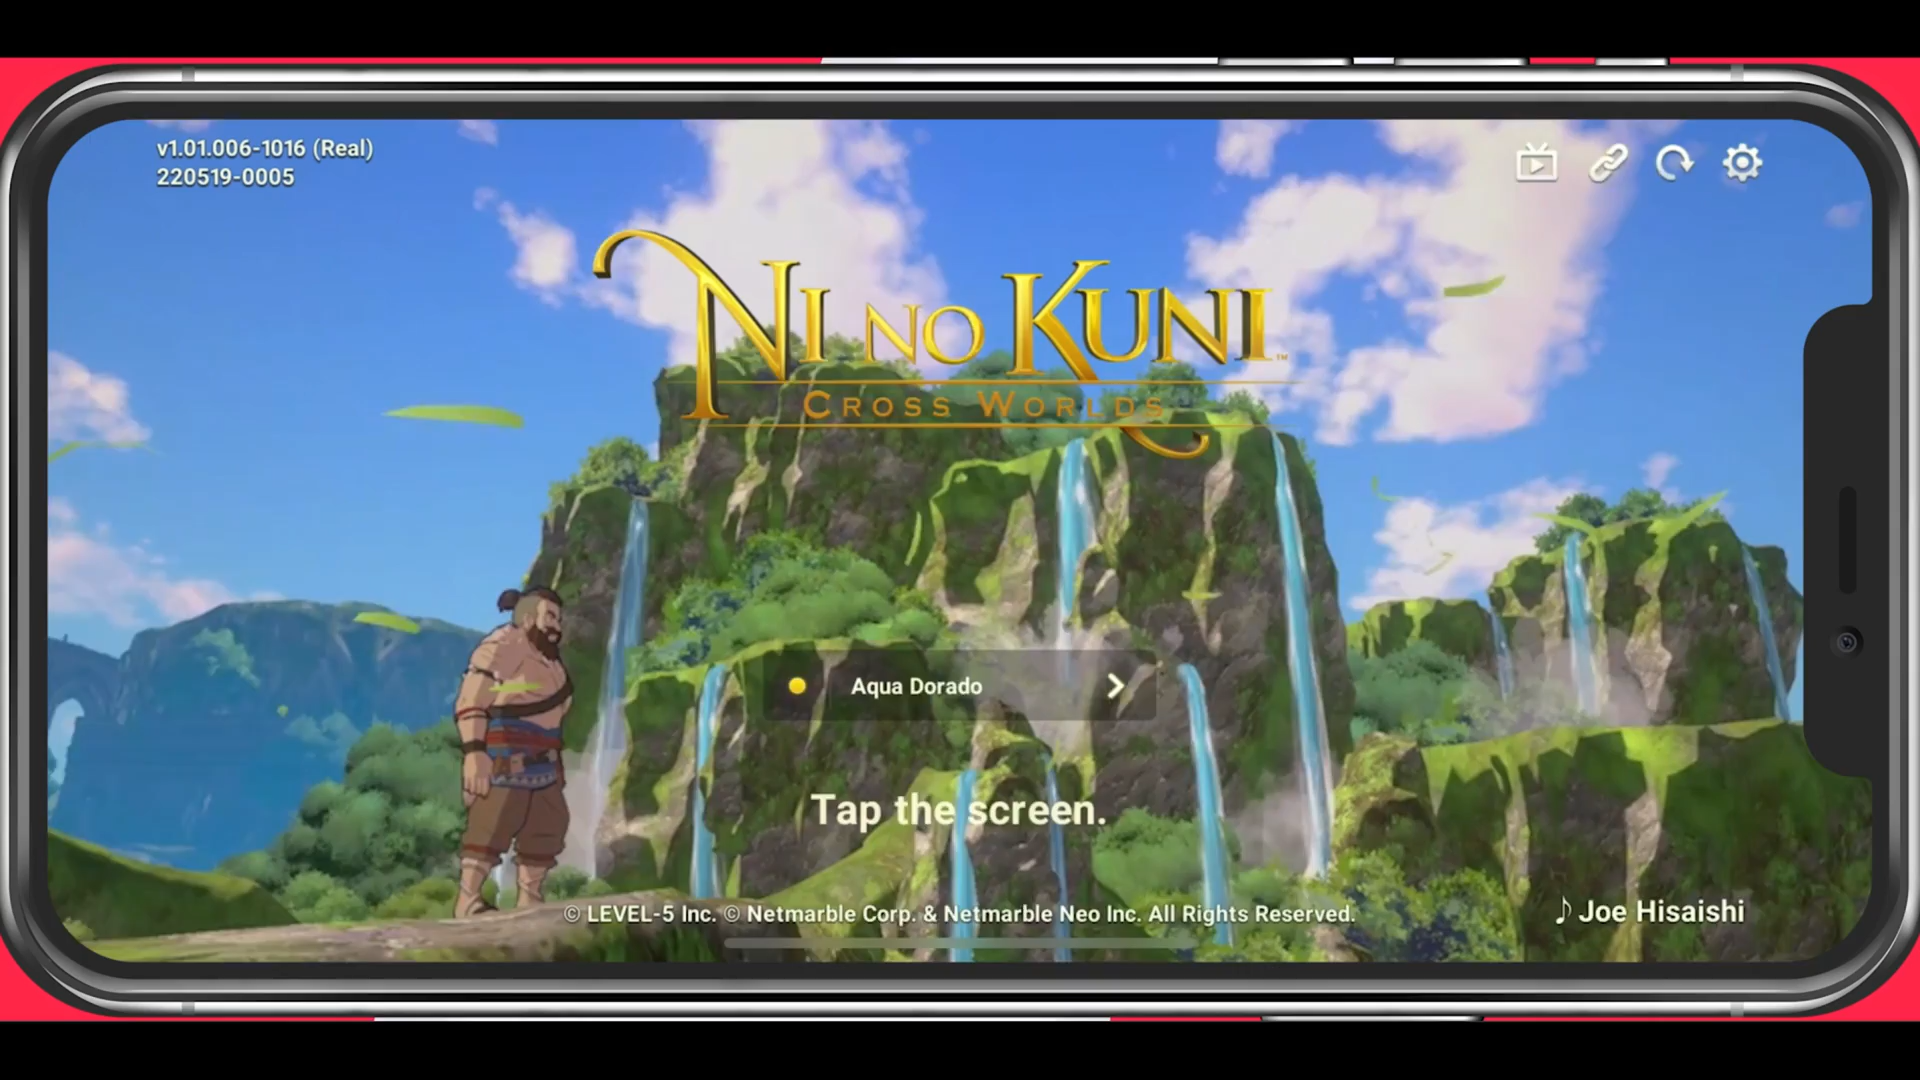 v1.01.006-1016 (Real)
220519-0005
NI NO KUNI™
CROSS WORLDS
Aqua Dorado
Tap the screen.
© LEVEL-5 Inc. © Netmarble Corp. & Netmarble Neo Inc. All Rights Reserved.
♪ Joe Hisaishi